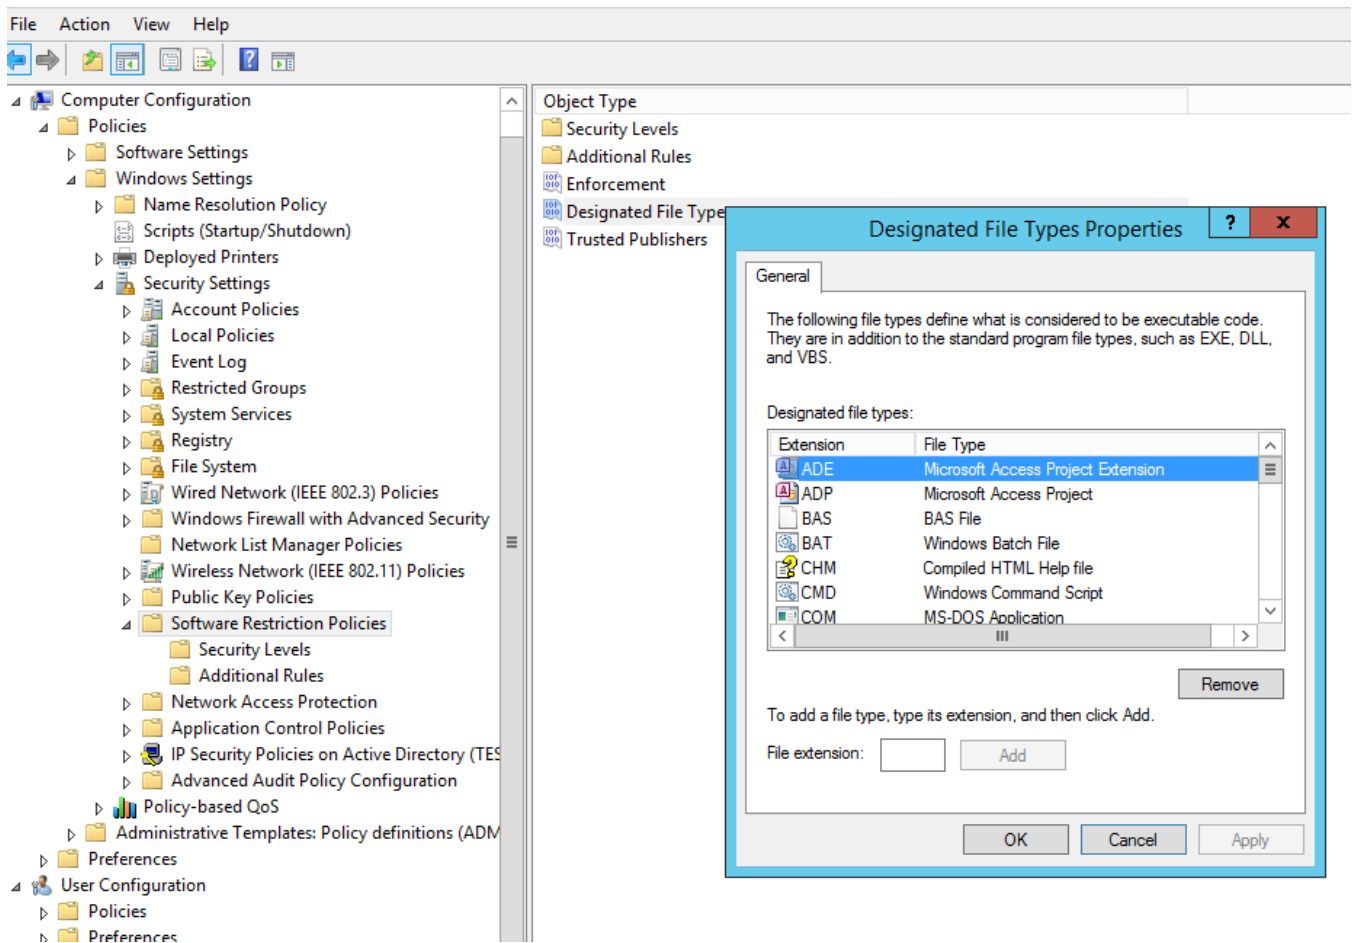 File Action View Help
Computer Configuration
Policies
Software Settings
Windows Settings
Name Resolution Policy
Scripts (Startup/Shutdown)
Deployed Printers
Security Settings
Account Policies
Local Policies
Event Log
Restricted Groups
System Services
Registry
File System
Wired Network (IEEE 802.3) Policies
Windows Firewall with Advanced Security
Network List Manager Policies
Wireless Network (IEEE 802.11) Policies
Public Key Policies
Software Restriction Policies
Security Levels
Additional Rules
Network Access Protection
Application Control Policies
IP Security Policies on Active Directory (TES
Advanced Audit Policy Configuration
Policy-based QoS
Administrative Templates: Policy definitions (ADM
Preferences
User Configuration
Policies
Preferences
Object Type
Security Levels
Additional Rules
Enforcement
Designated File Type
Trusted Publishers
Designated File Types Properties ? x
General
The following file types define what is considered to be executable code.
They are in addition to the standard program file types, such as EXE, DLL,
and VBS.
Designated file types:
Extension File Type
ADE Microsoft Access Project Extension
ADP Microsoft Access Project
BAS BAS File
BAT Windows Batch File
CHM Compiled HTML Help file
CMD Windows Command Script
COM MS-DOS Application
Remove
To add a file type, type its extension, and then click Add.
File extension: Add
OK Cancel Apply